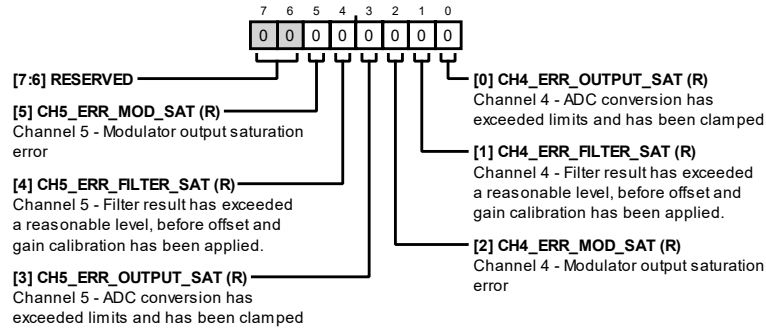 7 6 5 4 3 2 1 0
0 0 0 0 0 0 0 0
[7:6] RESERVED
[5] CH5_ERR_MOD_SAT (R)
Channel 5 - Modulator output saturation
error
[4] CH5_ERR_FILTER_SAT (R)
Channel 5 - Filter result has exceeded
a reasonable level, before offset and
gain calibration has been applied.
[3] CH5_ERR_OUTPUT_SAT (R)
Channel 5 - ADC conversion has
exceeded limits and has been clamped
[0] CH4_ERR_OUTPUT_SAT (R)
Channel 4 - ADC conversion has
exceeded limits and has been clamped
[1] CH4_ERR_FILTER_SAT (R)
Channel 4 - Filter result has exceeded
a reasonable level, before offset and
gain calibration has been applied.
[2] CH4_ERR_MOD_SAT (R)
Channel 4 - Modulator output saturation
error